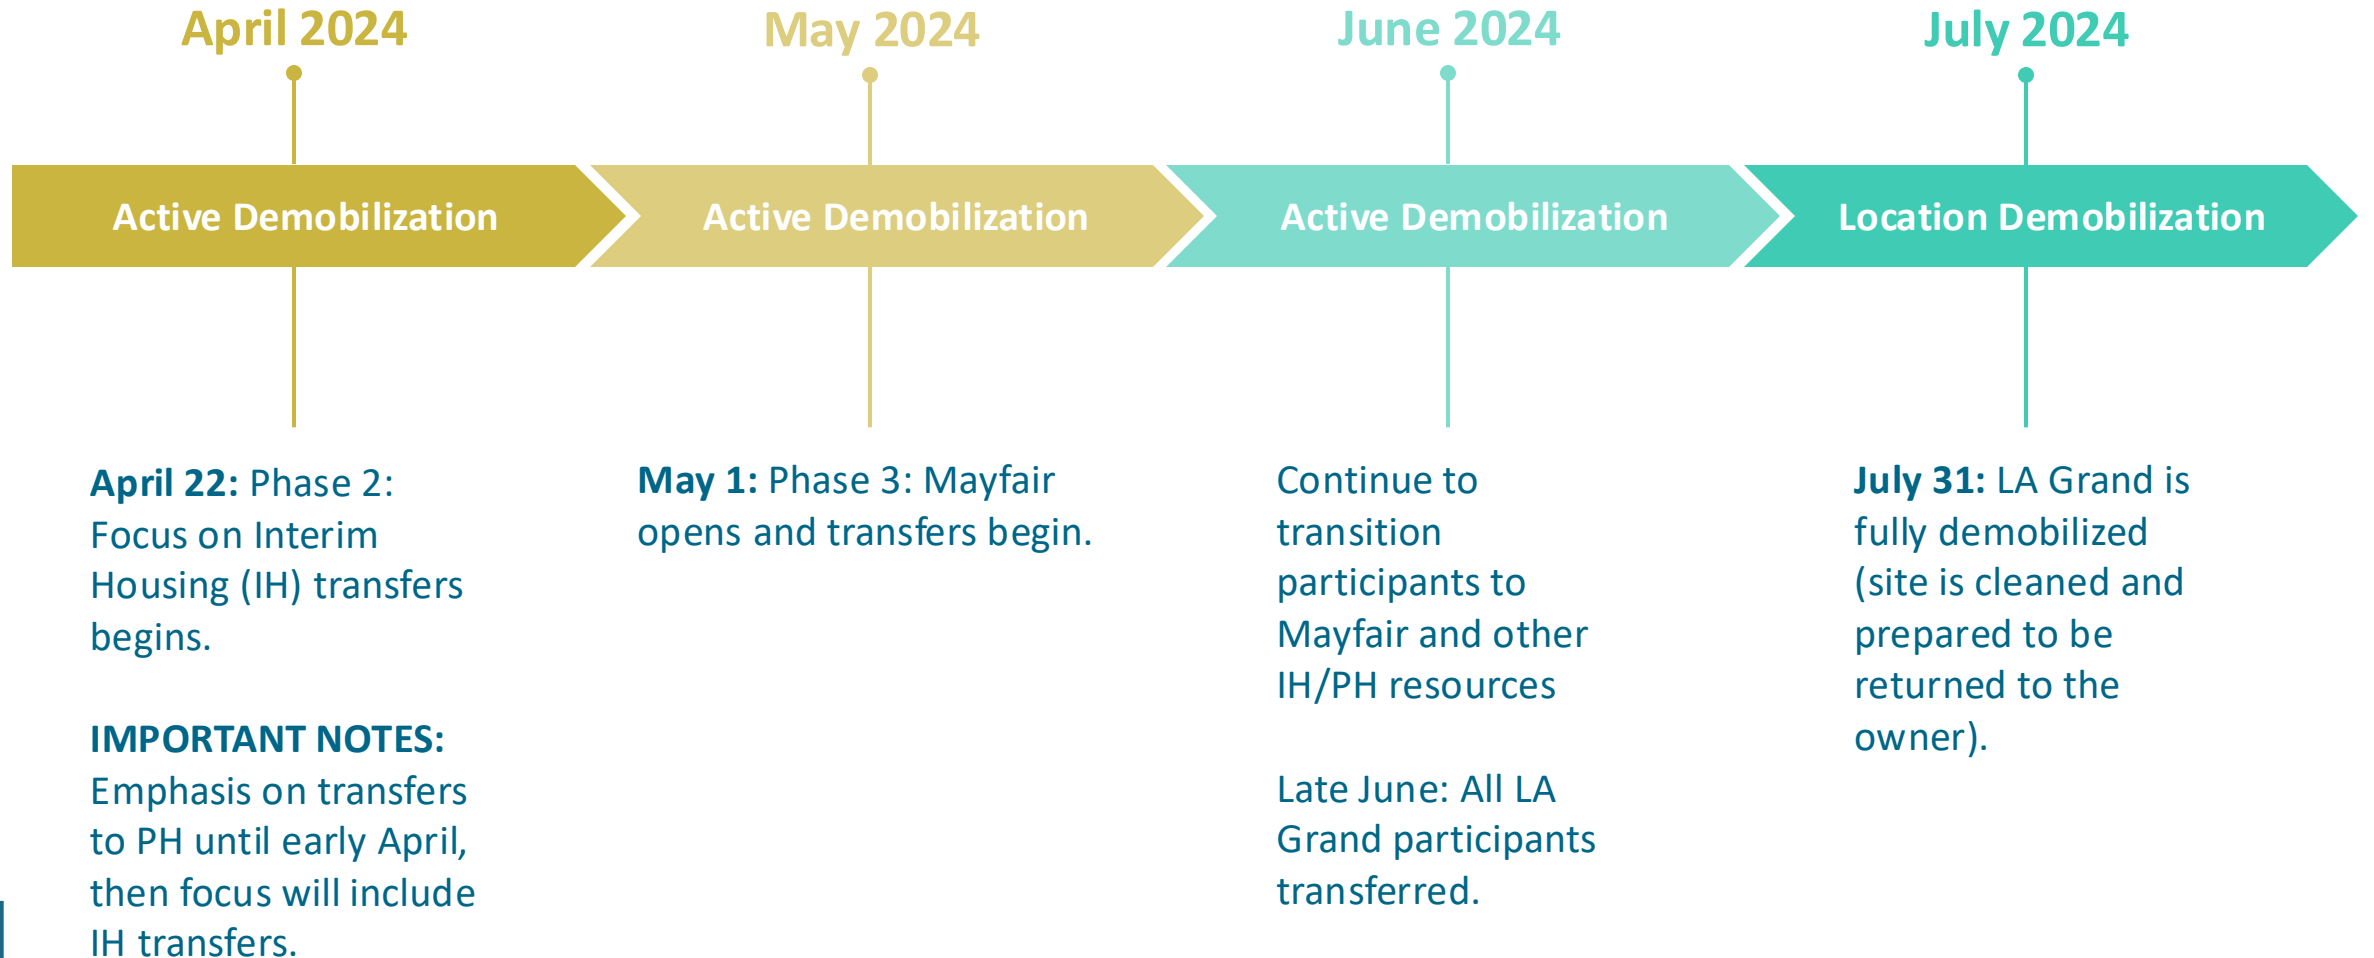 April 2024
May 2024
June 2024
July 2024
Active Demobilization
Active Demobilization
Active Demobilization
Location Demobilization
April 22: Phase 2:
Focus on Interim
Housing (IH) transfers
begins.
IMPORTANT NOTES:
Emphasis on transfers
to PH until early April,
then focus will include
IH transfers.
May 1: Phase 3: Mayfair
opens and transfers begin.
Continue to
transition
participants to
Mayfair and other
IH/PH resources
Late June: All LA
Grand participants
transferred.
July 31: LA Grand is
fully demobilized
(site is cleaned and
prepared to be
returned to the
owner).